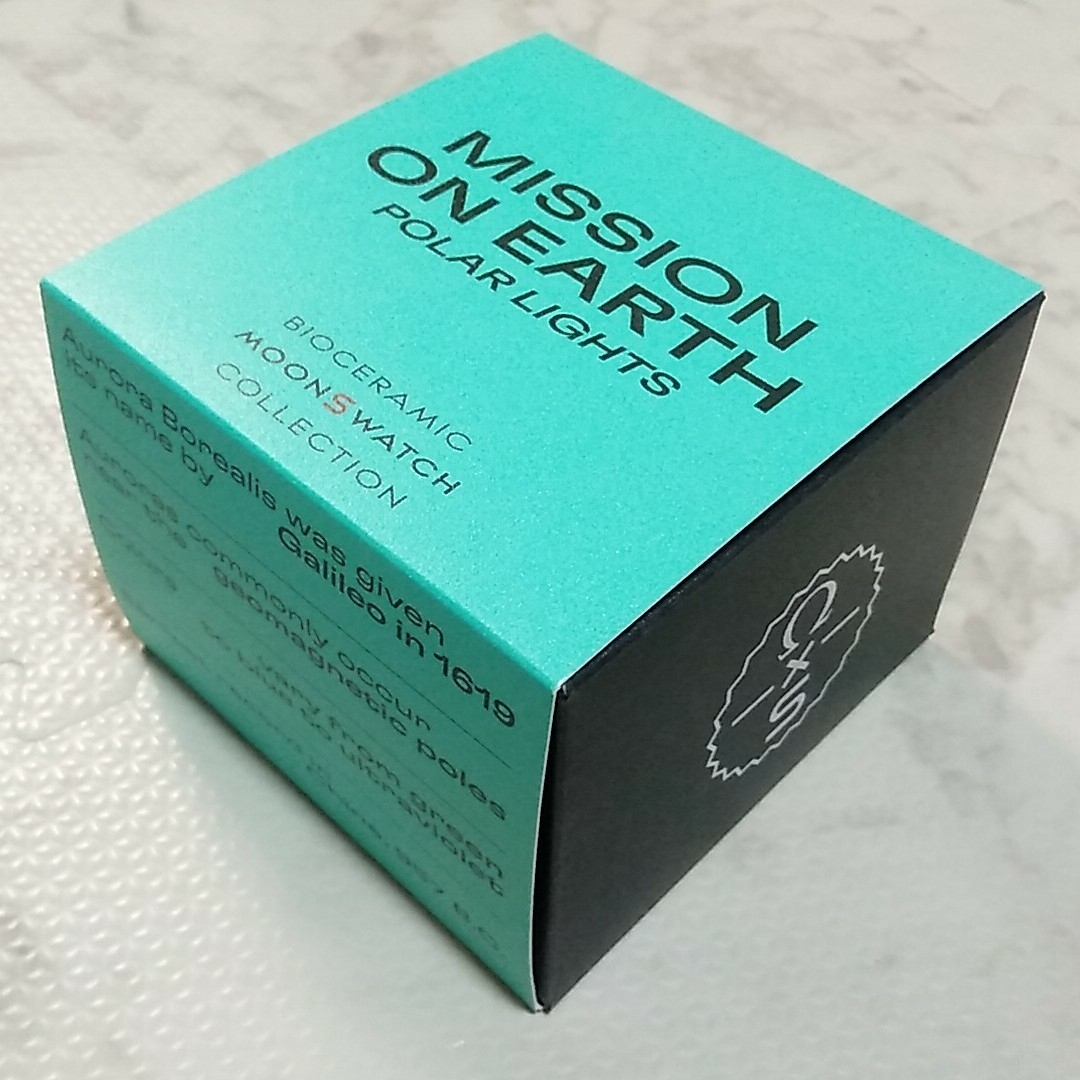 MISSION
ON EARTH
POLAR LIGHTS
BIOCERAMIC
MOONSWATCH
COLLECTION
Aurora Borealis was given
its name by Galileo in 1619
Auroras commonly occur
near the geomagnetic poles
Colors vary from green
blue to ultraviolet